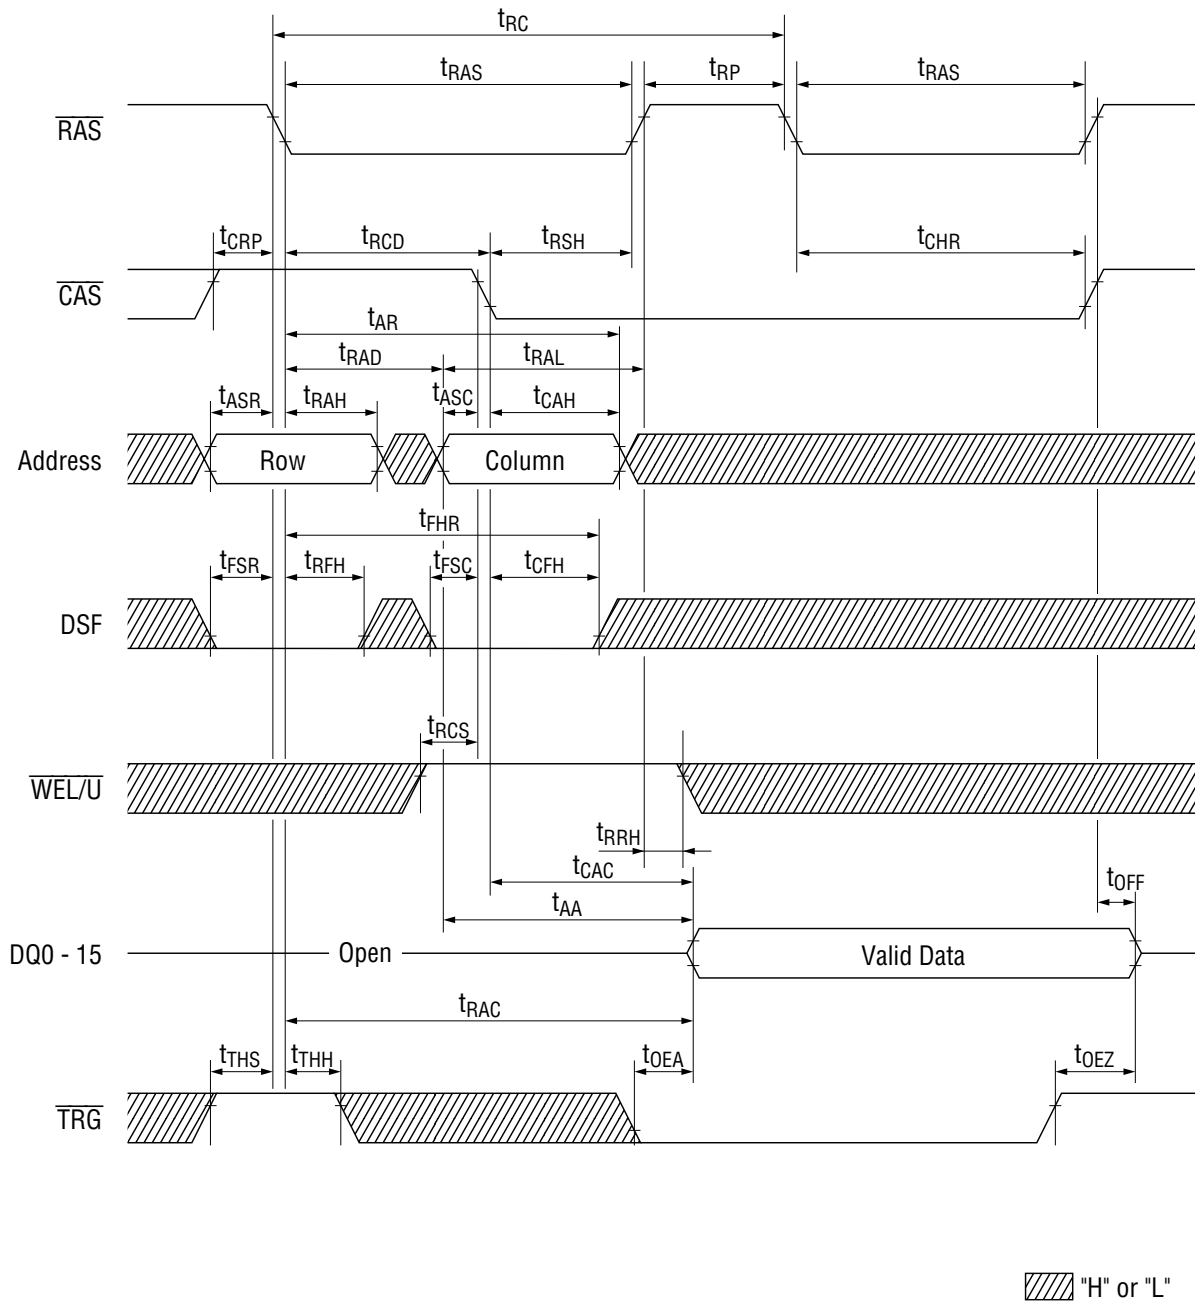 tRC
tRAS tRP tRAS
RAS
tCRP tRCD tRSH tCHR
CAS
tAR
tRAD tRAL
tASR tRAH tASC tCAH
Address Row Column
tFHR
tFSR tRFH tFSC tCFH
DSF
tRCS
WEL/U
tRRH
tCAC
tOFF
tAA
DQ0 - 15 Open Valid Data
tRAC
tTHS tTHH tOEA tOEZ
TRG
"H" or "L"